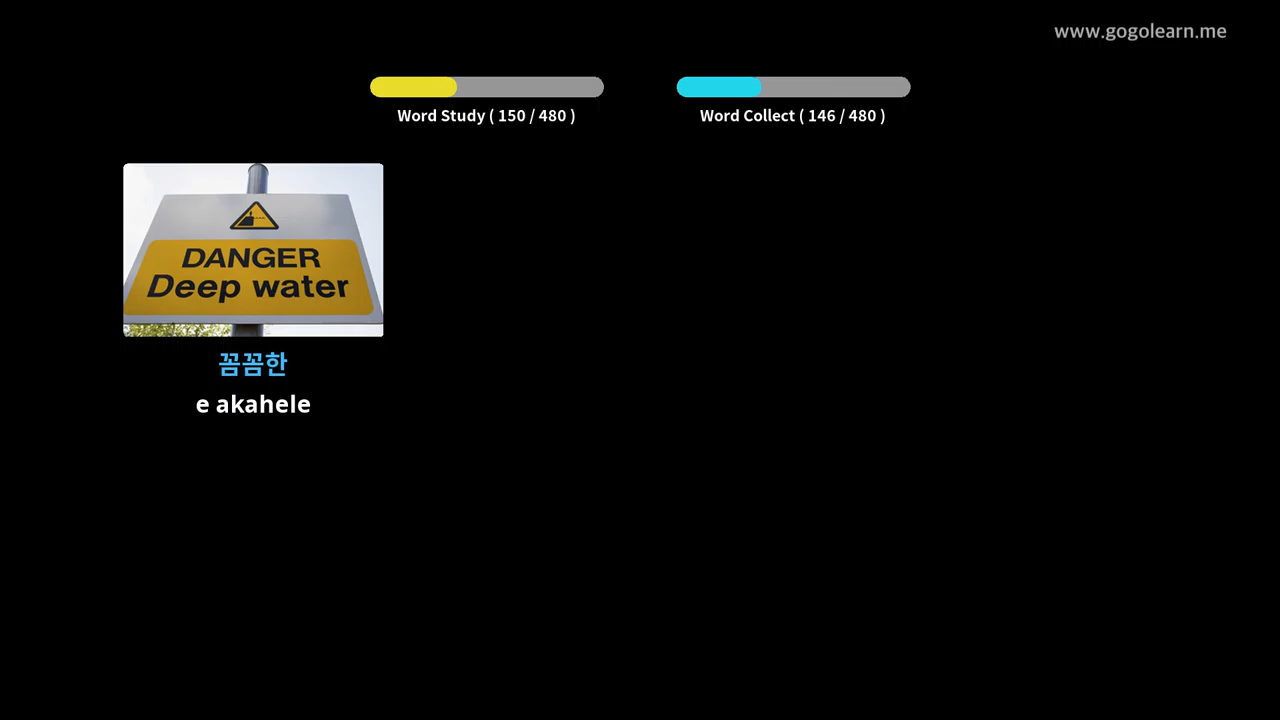 www.gogolearn.me
Word Study ( 150 / 480 )
Word Collect ( 146 / 480 )
DANGER
Deep water
꼼꼼한
e akahele